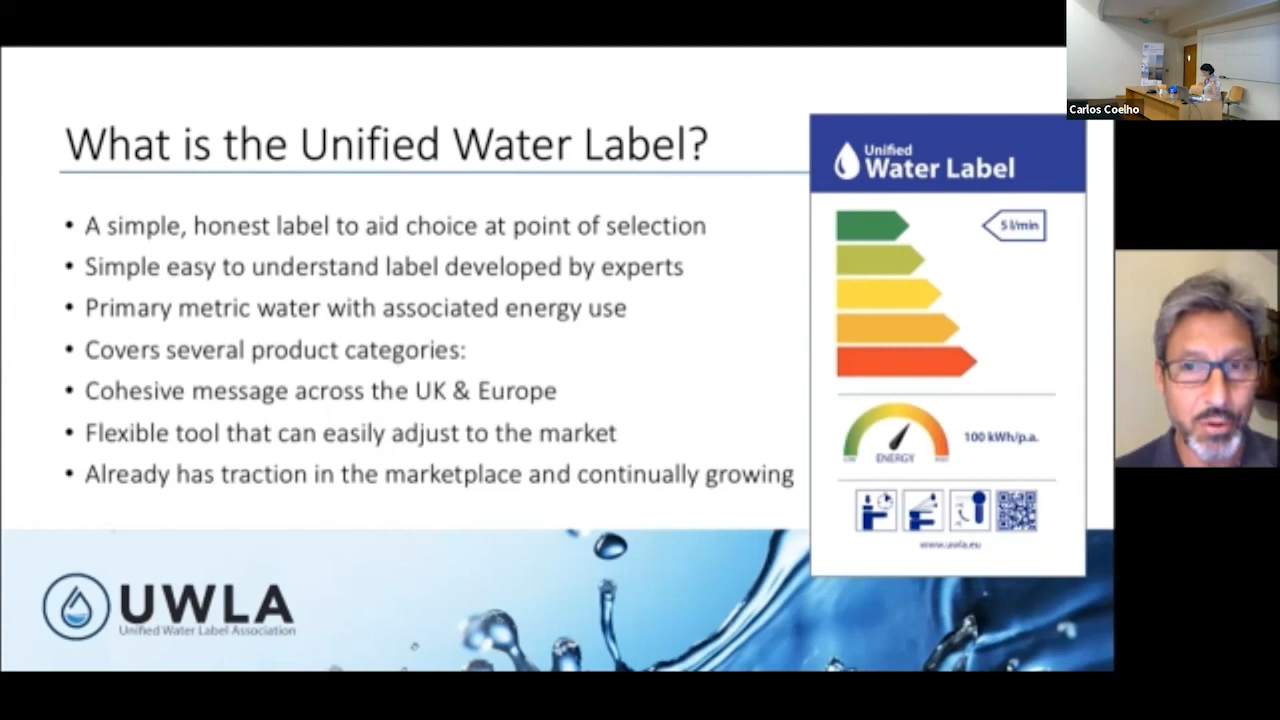 Carlos Coelho
What is the Unified Water Label?
• A simple, honest label to aid choice at point of selection
• Simple easy to understand label developed by experts
• Primary metric water with associated energy use
• Covers several product categories:
• Cohesive message across the UK & Europe
• Flexible tool that can easily adjust to the market
• Already has traction in the marketplace and continually growing
Unified
Water Label
5 l/min
100 kWh/p.a.
ENERGY
LOW
HIGH
www.uwla.eu
UWLA
Unified Water Label Association